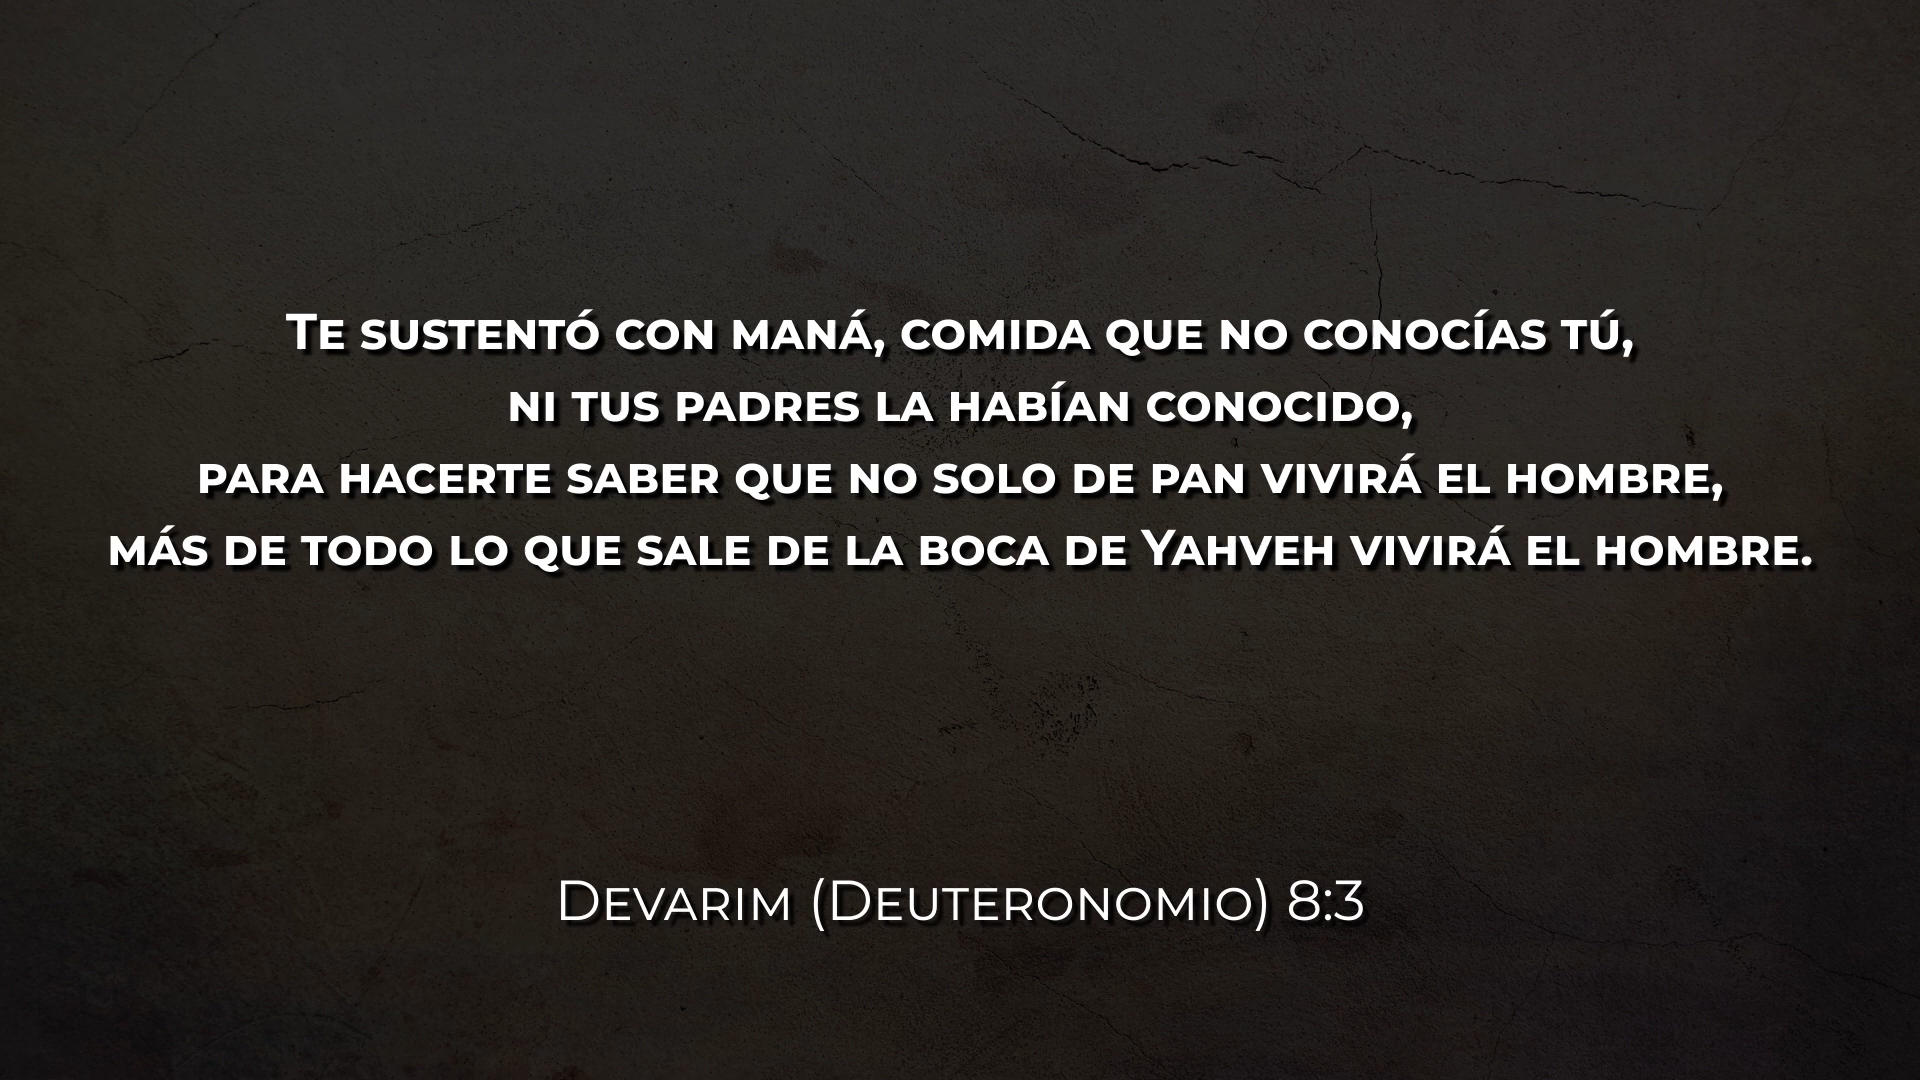 Te sustentó con maná, comida que no conocías tú,
ni tus padres la habían conocido,
para hacerte saber que no solo de pan vivirá el hombre,
más de todo lo que sale de la boca de Yahveh vivirá el hombre.
Devarim (Deuteronomio) 8:3